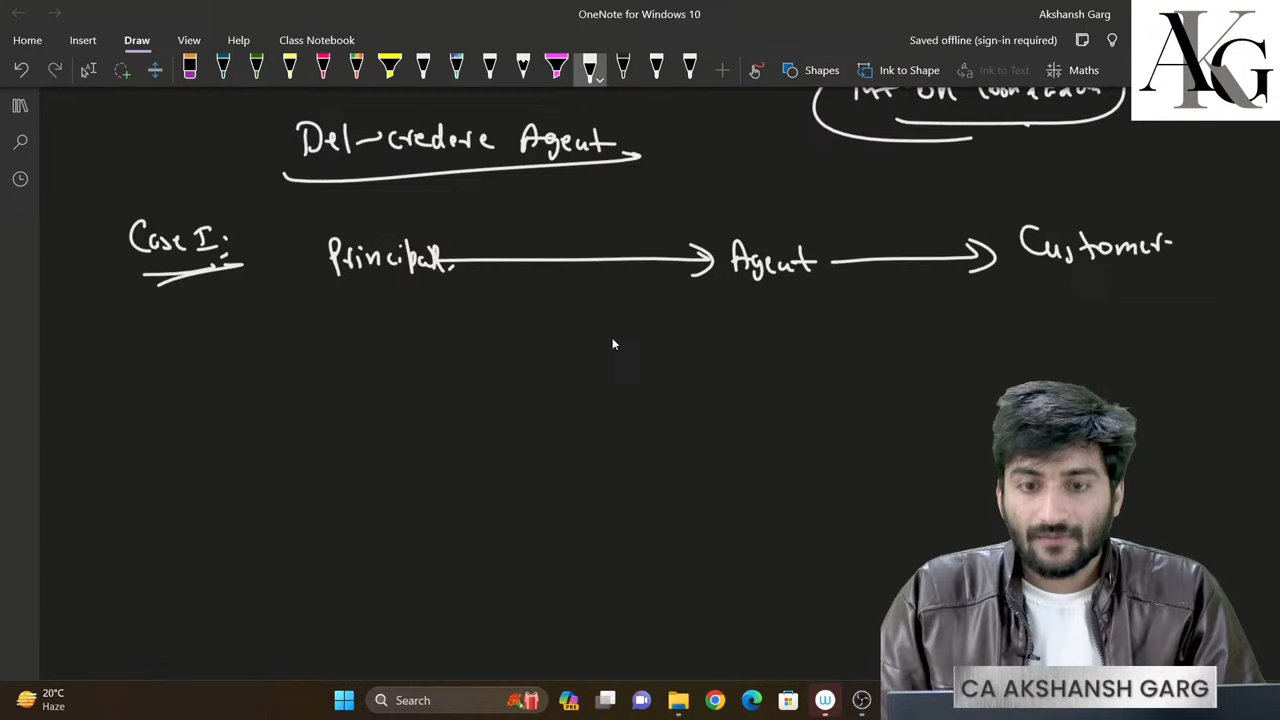 OneNote for Windows 10
Akshansh Garg
Home Insert Draw View Help Class Notebook
Saved offline (sign-in required)
Shapes Ink to Shape Ink to Text Maths
AKG
Del-credere Agent
Case I:
Principal Agent Customer
CA AKSHANSH GARG
20°C
Haze
Search